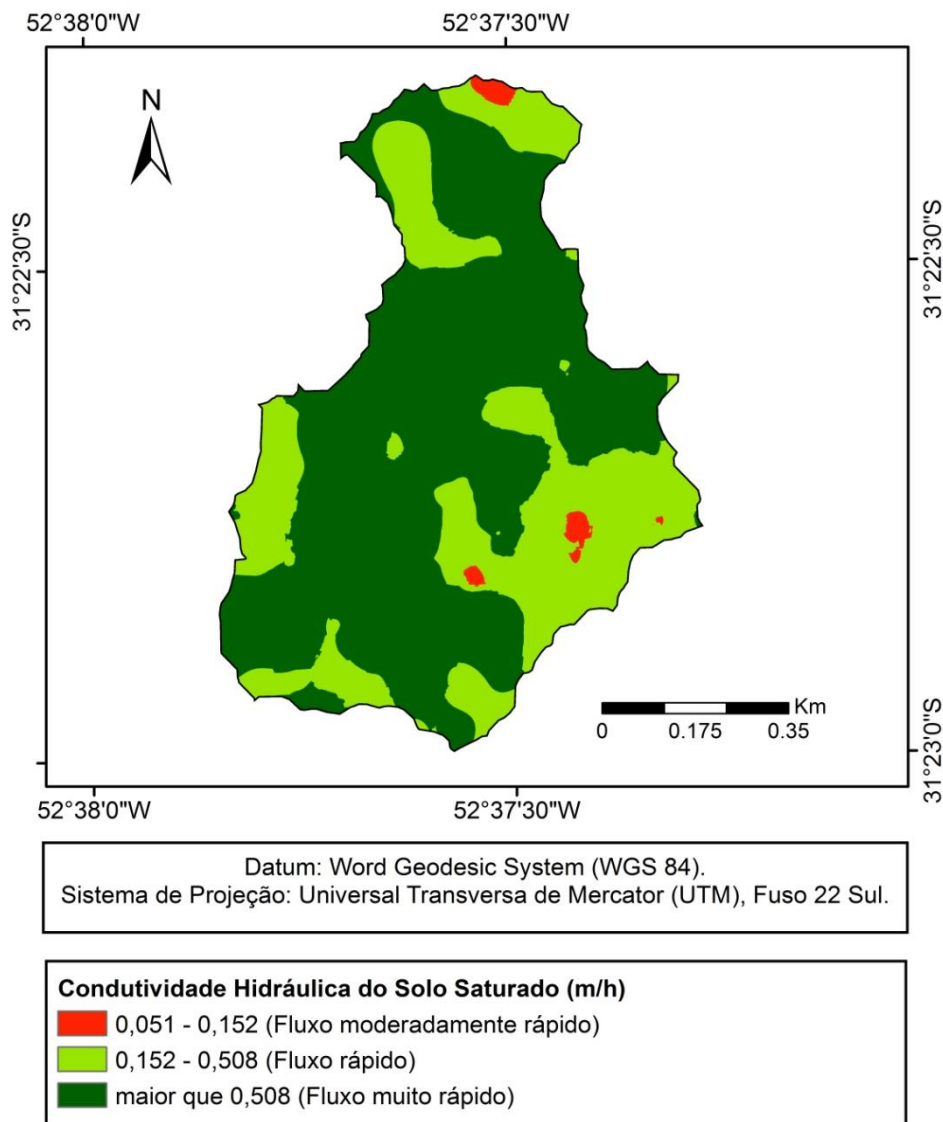 52°38'0"W
52°37'30"W
N
31°22'30"S
31°22'30"S
Km
0
0.175
0.35
31°23'0"S
52°38'0"W
52°37'30"W
Datum: Word Geodesic System (WGS 84).
Sistema de Projeção: Universal Transversa de Mercator (UTM), Fuso 22 Sul.
Condutividade Hidráulica do Solo Saturado (m/h)
0,051 - 0,152 (Fluxo moderadamente rápido)
0,152 - 0,508 (Fluxo rápido)
maior que 0,508 (Fluxo muito rápido)